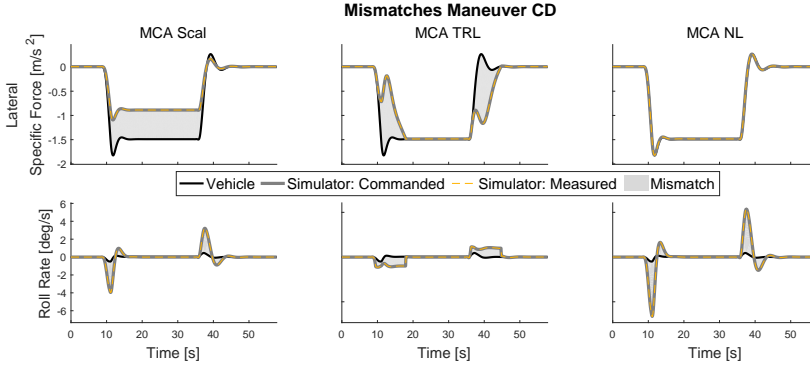 Mismatches Maneuver CD
MCA Scal
MCA TRL
MCA NL
Lateral
Specific Force [m/s²]
0
-0.5
-1
-1.5
-2
Vehicle
Simulator: Commanded
Simulator: Measured
Mismatch
Roll Rate [deg/s]
6
4
2
0
-2
-4
-6
0 10 20 30 40 50
0 10 20 30 40 50
0 10 20 30 40 50
Time [s]
Time [s]
Time [s]